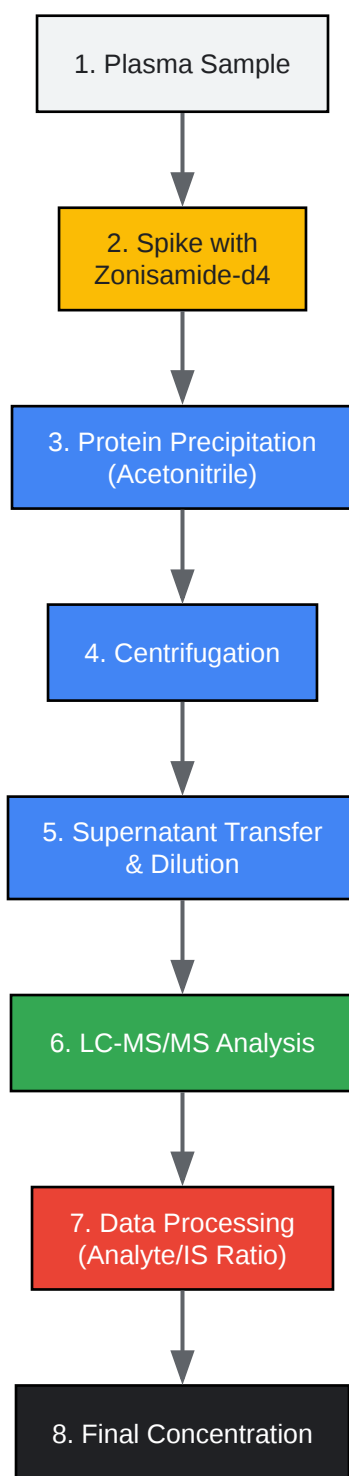 1. Plasma Sample
2. Spike with
Zonisamide-d4
3. Protein Precipitation
(Acetonitrile)
4. Centrifugation
5. Supernatant Transfer
& Dilution
6. LC-MS/MS Analysis
7. Data Processing
(Analyte/IS Ratio)
8. Final Concentration